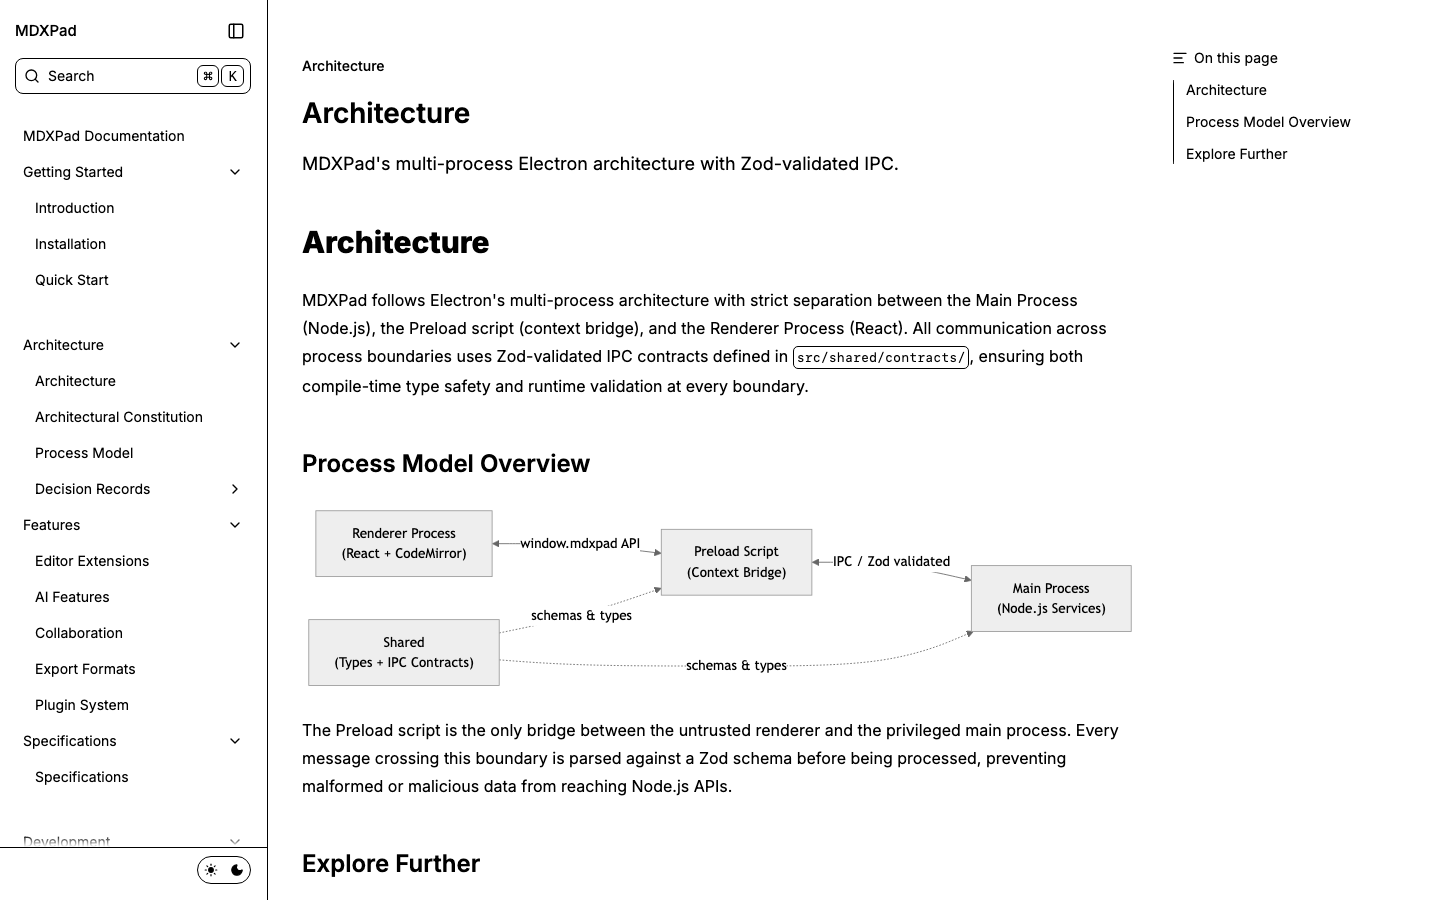 MDXPad
Search
⌘ K
MDXPad Documentation
Getting Started
Introduction
Installation
Quick Start
Architecture
Architecture
Architectural Constitution
Process Model
Decision Records
Features
Editor Extensions
AI Features
Collaboration
Export Formats
Plugin System
Specifications
Specifications
Development
Architecture
Architecture
MDXPad's multi-process Electron architecture with Zod-validated IPC.
Architecture
MDXPad follows Electron's multi-process architecture with strict separation between the Main Process
(Node.js), the Preload script (context bridge), and the Renderer Process (React). All communication across
process boundaries uses Zod-validated IPC contracts defined in src/shared/contracts/, ensuring both
compile-time type safety and runtime validation at every boundary.
Process Model Overview
Renderer Process
(React + CodeMirror)
window.mdxpad API
Preload Script
(Context Bridge)
IPC / Zod validated
Main Process
(Node.js Services)
schemas & types
Shared
(Types + IPC Contracts)
schemas & types
The Preload script is the only bridge between the untrusted renderer and the privileged main process. Every
message crossing this boundary is parsed against a Zod schema before being processed, preventing
malformed or malicious data from reaching Node.js APIs.
Explore Further
On this page
Architecture
Process Model Overview
Explore Further